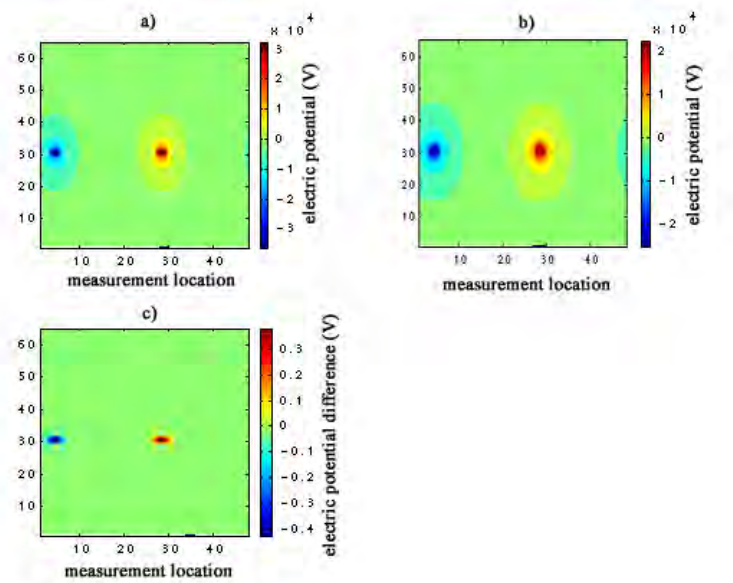 a)
× 10 4
3
2
1
0
−1
−2
−3
electric potential (V)
60
50
40
30
20
10
10 20 30 40
measurement location
b)
× 10 4
2
1
0
−1
−2
electric potential (V)
60
50
40
30
20
10
10 20 30 40
measurement location
c)
0.3
0.2
0.1
0
−0.1
−0.2
−0.3
−0.4
electric potential difference (V)
60
50
40
30
20
10
10 20 30 40
measurement location